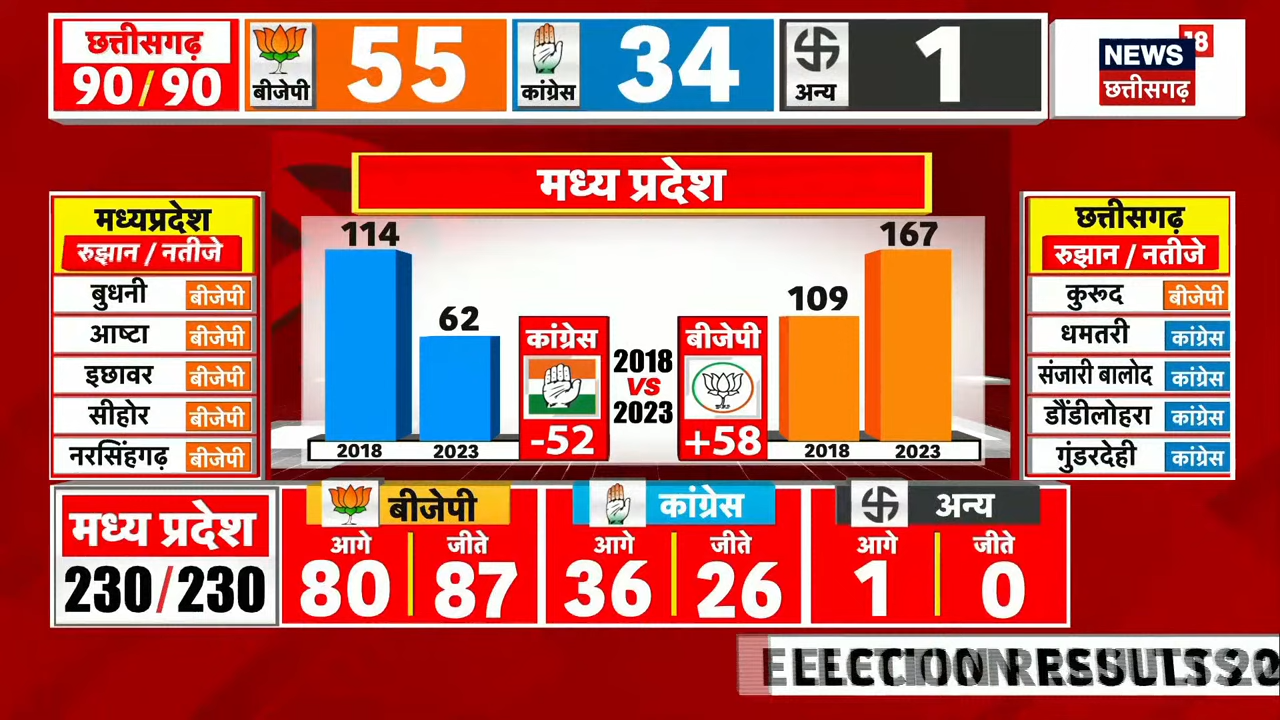 छत्तीसगढ़
90/90
बीजेपी
55
कांग्रेस
34
अन्य
1
NEWS 18
छत्तीसगढ़
मध्य प्रदेश
मध्यप्रदेश
रुझान / नतीजे
बुधनी बीजेपी
आष्टा बीजेपी
इछावर बीजेपी
सीहोर बीजेपी
नरसिंहगढ़ बीजेपी
114
62
2018
2023
कांग्रेस
-52
2018
VS
2023
बीजेपी
+58
109
167
2018
2023
छत्तीसगढ़
रुझान / नतीजे
कुरूद बीजेपी
धमतरी कांग्रेस
संजारी बालोद कांग्रेस
डौंडीलोहरा कांग्रेस
गुंडरदेही कांग्रेस
मध्य प्रदेश
230/230
बीजेपी
आगे जीते
80 87
कांग्रेस
आगे जीते
36 26
अन्य
आगे जीते
1 0